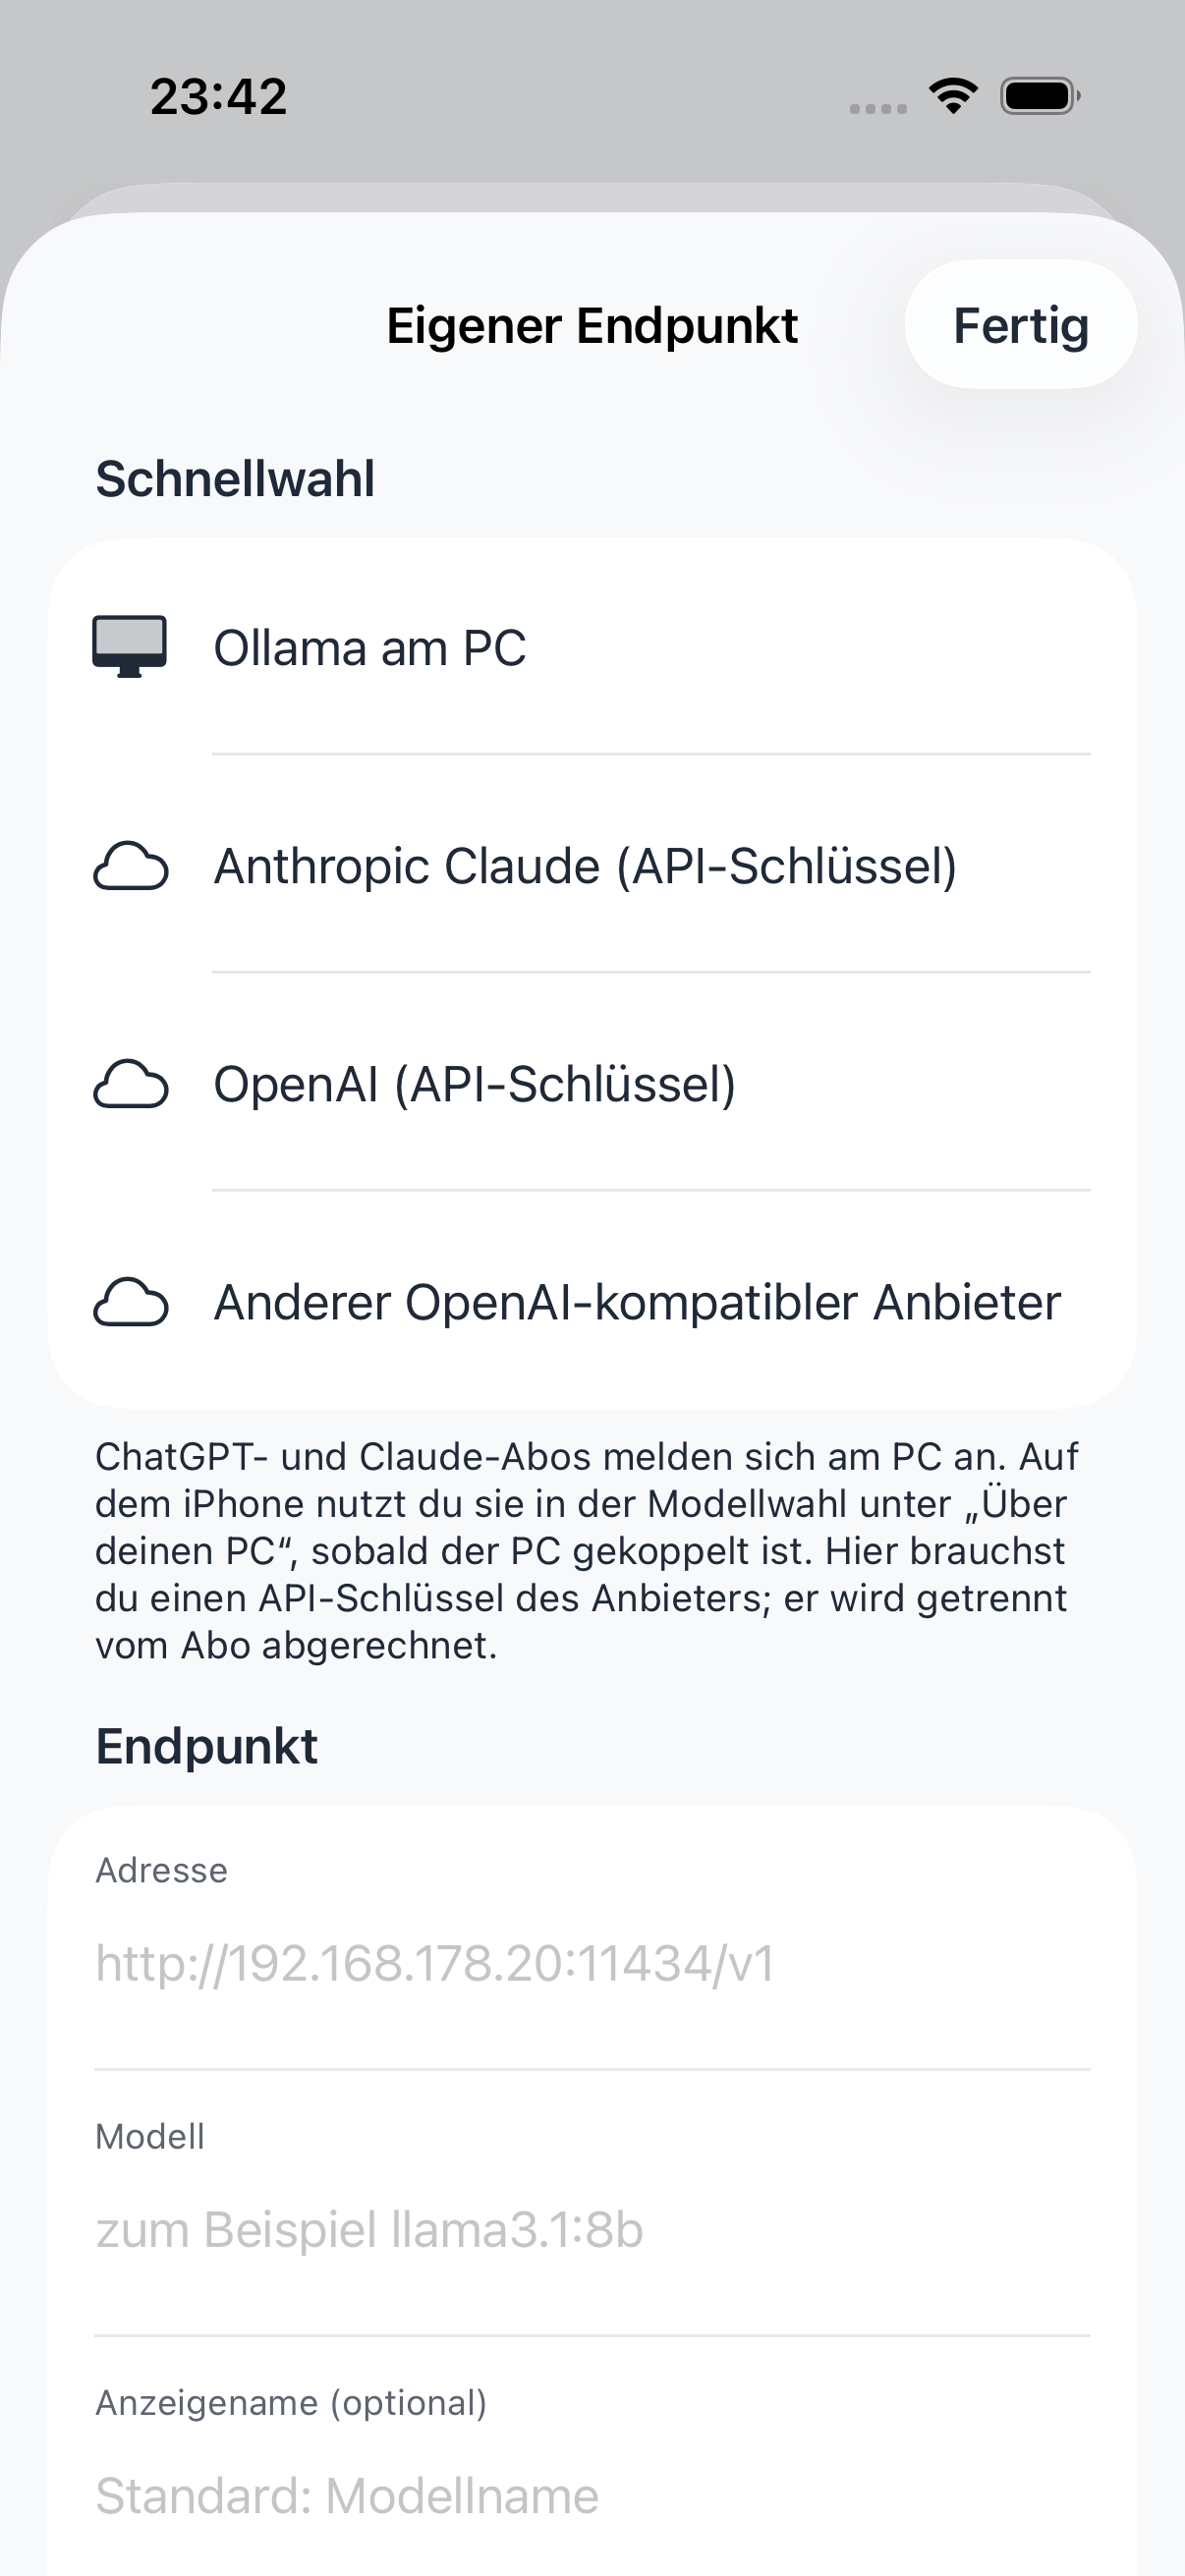 23:42
Eigener Endpunkt
Fertig
Schnellwahl
Ollama am PC
Anthropic Claude (API-Schlüssel)
OpenAI (API-Schlüssel)
Anderer OpenAI-kompatibler Anbieter
ChatGPT- und Claude-Abos melden sich am PC an. Auf
dem iPhone nutzt du sie in der Modellwahl unter „Über
deinen PC“, sobald der PC gekoppelt ist. Hier brauchst
du einen API-Schlüssel des Anbieters; er wird getrennt
vom Abo abgerechnet.
Endpunkt
Adresse
http://192.168.178.20:11434/v1
Modell
zum Beispiel llama3.1:8b
Anzeigename (optional)
Standard: Modellname